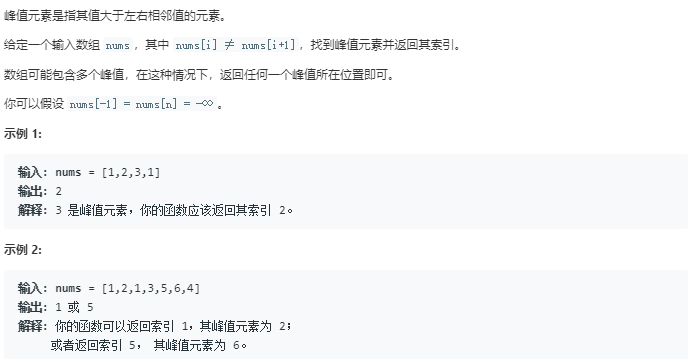 峰值元素是指其值大于左右相邻值的元素。
给定一个输入数组 nums，其中 nums[i] ≠ nums[i+1]，找到峰值元素并返回其索引。
数组可能包含多个峰值，在这种情况下，返回任何一个峰值所在位置即可。
你可以假设 nums[-1] = nums[n] = -∞。
示例 1:
输入: nums = [1,2,3,1]
输出: 2
解释: 3 是峰值元素，你的函数应该返回其索引 2。
示例 2:
输入: nums = [1,2,1,3,5,6,4]
输出: 1 或 5
解释: 你的函数可以返回索引 1，其峰值元素为 2；
或者返回索引 5， 其峰值元素为 6。